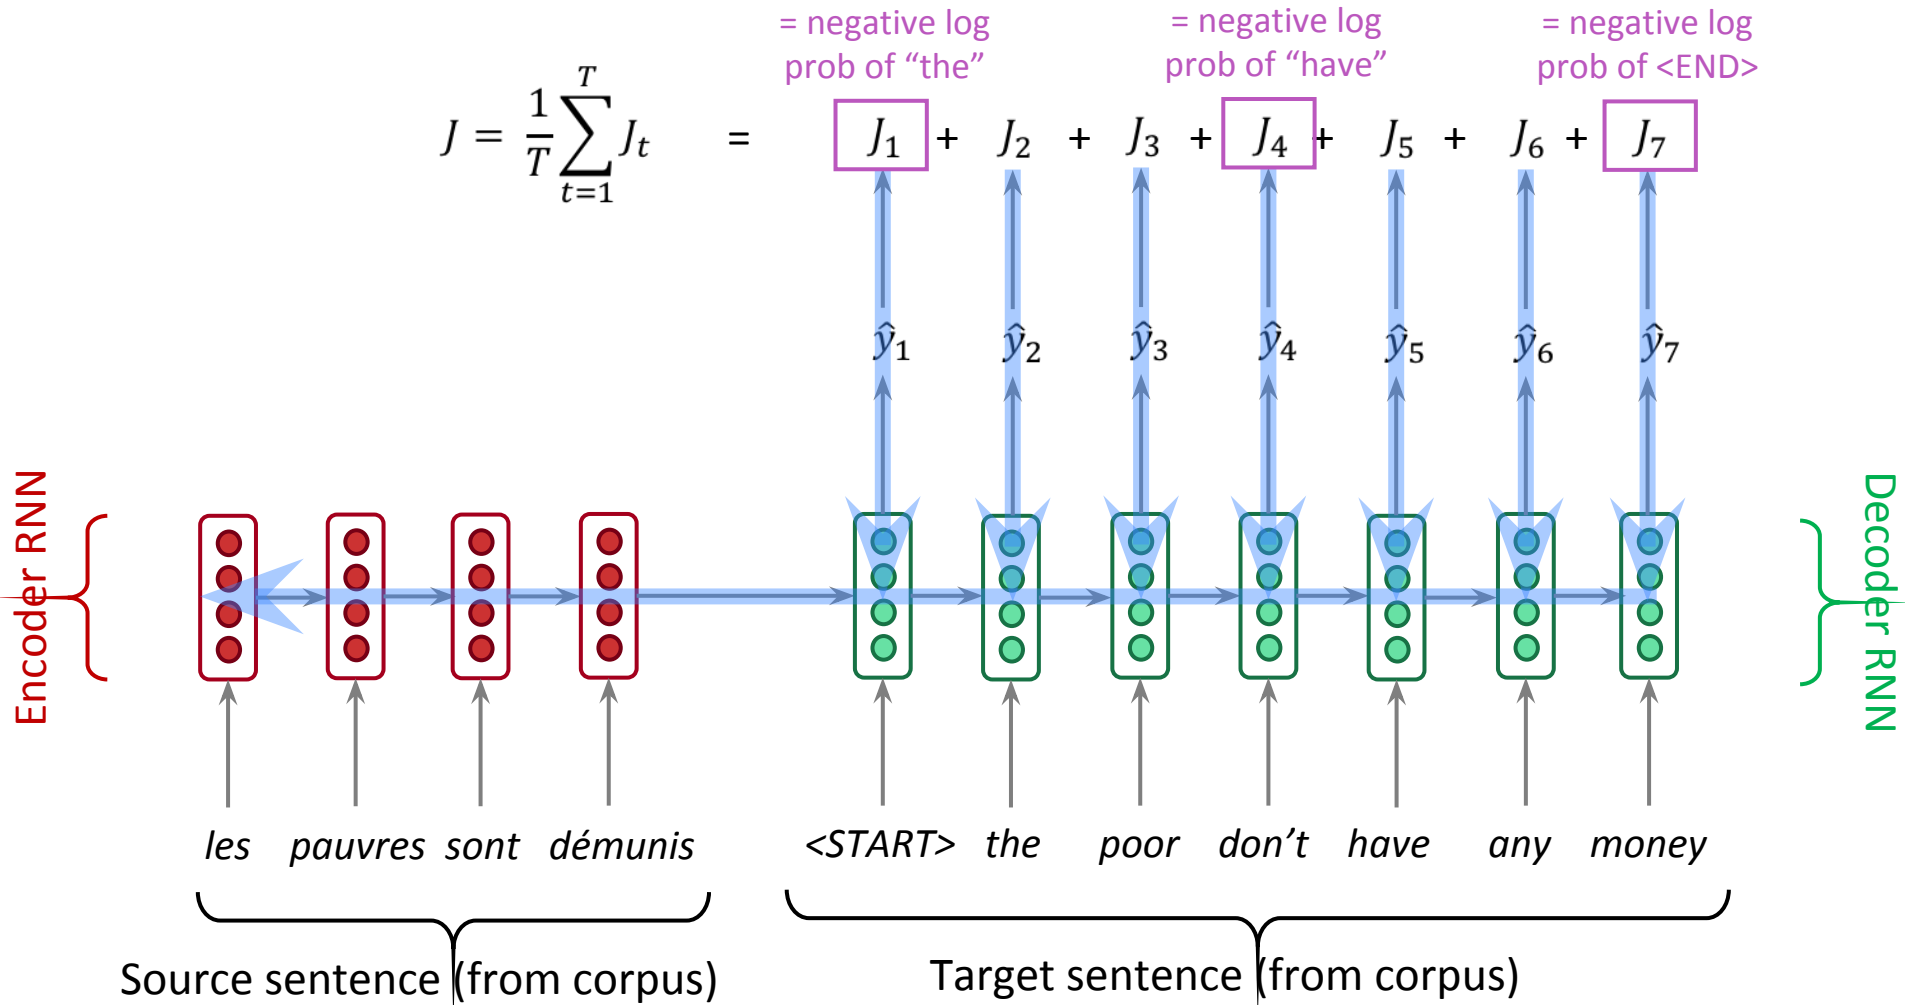 = negative log
prob of “the”
= negative log
prob of “have”
= negative log
prob of <END>
J = 1/T ∑_{t=1}^{T} J_t = J_1 + J_2 + J_3 + J_4 + J_5 + J_6 + J_7
ŷ_1 ŷ_2 ŷ_3 ŷ_4 ŷ_5 ŷ_6 ŷ_7
Encoder RNN
Decoder RNN
les pauvres sont démunis
<START> the poor don’t have any money
Source sentence (from corpus)
Target sentence (from corpus)